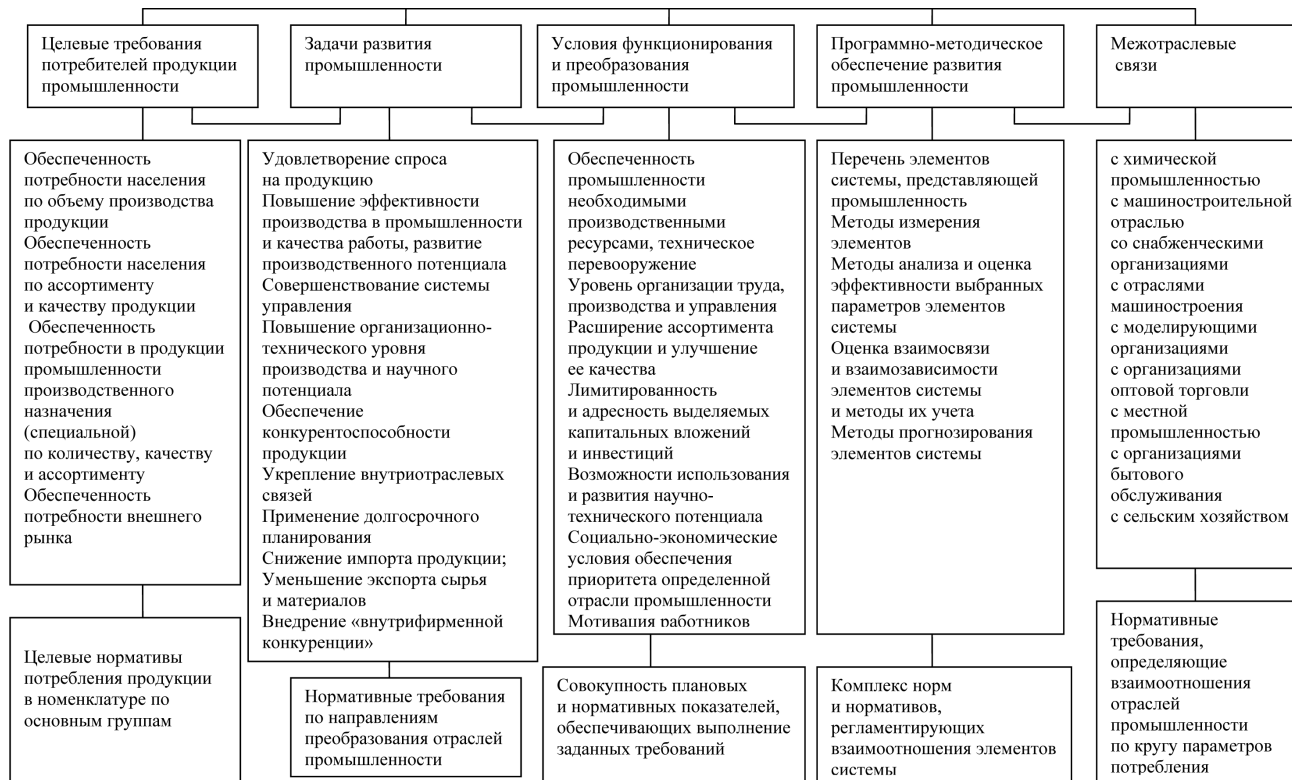 Целевые требования
потребителей продукции
промышленности
Задачи развития
промышленности
Условия функционирования
и преобразования
промышленности
Программно-методическое
обеспечение развития
промышленности
Межотраслевые
связи
Обеспеченность
потребности населения
по объему производства
продукции
Обеспеченность
потребности населения
по ассортименту
и качеству продукции
Обеспеченность
потребности в продукции
промышленности
производственного
назначения
(специальной)
по количеству, качеству
и ассортименту
Обеспеченность
потребности внешнего
рынка
Удовлетворение спроса
на продукцию
Повышение эффективности
производства в промышленности
и качества работы, развитие
производственного потенциала
Совершенствование системы
управления
Повышение организационно-
технического уровня
производства и научного
потенциала
Обеспечение
конкурентоспособности
продукции
Укрепление внутриотраслевых
связей
Применение долгосрочного
планирования
Снижение импорта продукции;
Уменьшение экспорта сырья
и материалов
Внедрение «внутрифирменной
конкуренции»
Обеспеченность
промышленности
необходимыми
производственными
ресурсами, техническое
перевооружение
Уровень организации труда,
производства и управления
Расширение ассортимента
продукции и улучшение
ее качества
Лимитированность
и адресность выделяемых
капитальных вложений
и инвестиций
Возможности использования
и развития научно-
технического потенциала
Социально-экономические
условия обеспечения
приоритета определенной
отрасли промышленности
Мотивация работников
Перечень элементов
системы, представляющей
промышленность
Методы измерения
элементов
Методы анализа и оценка
эффективности выбранных
параметров элементов
системы
Оценка взаимосвязи
и взаимозависимости
элементов системы
и методы их учета
Методы прогнозирования
элементов системы
с химической
промышленностью
с машиностроительной
отраслью
со снабженческими
организациями
с отраслями
машиностроения
с моделирующими
организациями
с организациями
оптовой торговли
с местной
промышленностью
с организациями
бытового
обслуживания
с сельским хозяйством
Целевые нормативы
потребления продукции
в номенклатуре по
основным группам
Нормативные требования
по направлениям
преобразования отраслей
промышленности
Совокупность плановых
и нормативных показателей,
обеспечивающих выполнение
заданных требований
Комплекс норм
и нормативов,
регламентирующих
взаимоотношения элементов
системы
Нормативные
требования,
определяющие
взаимоотношения
отраслей
промышленности
по кругу параметров
потребления